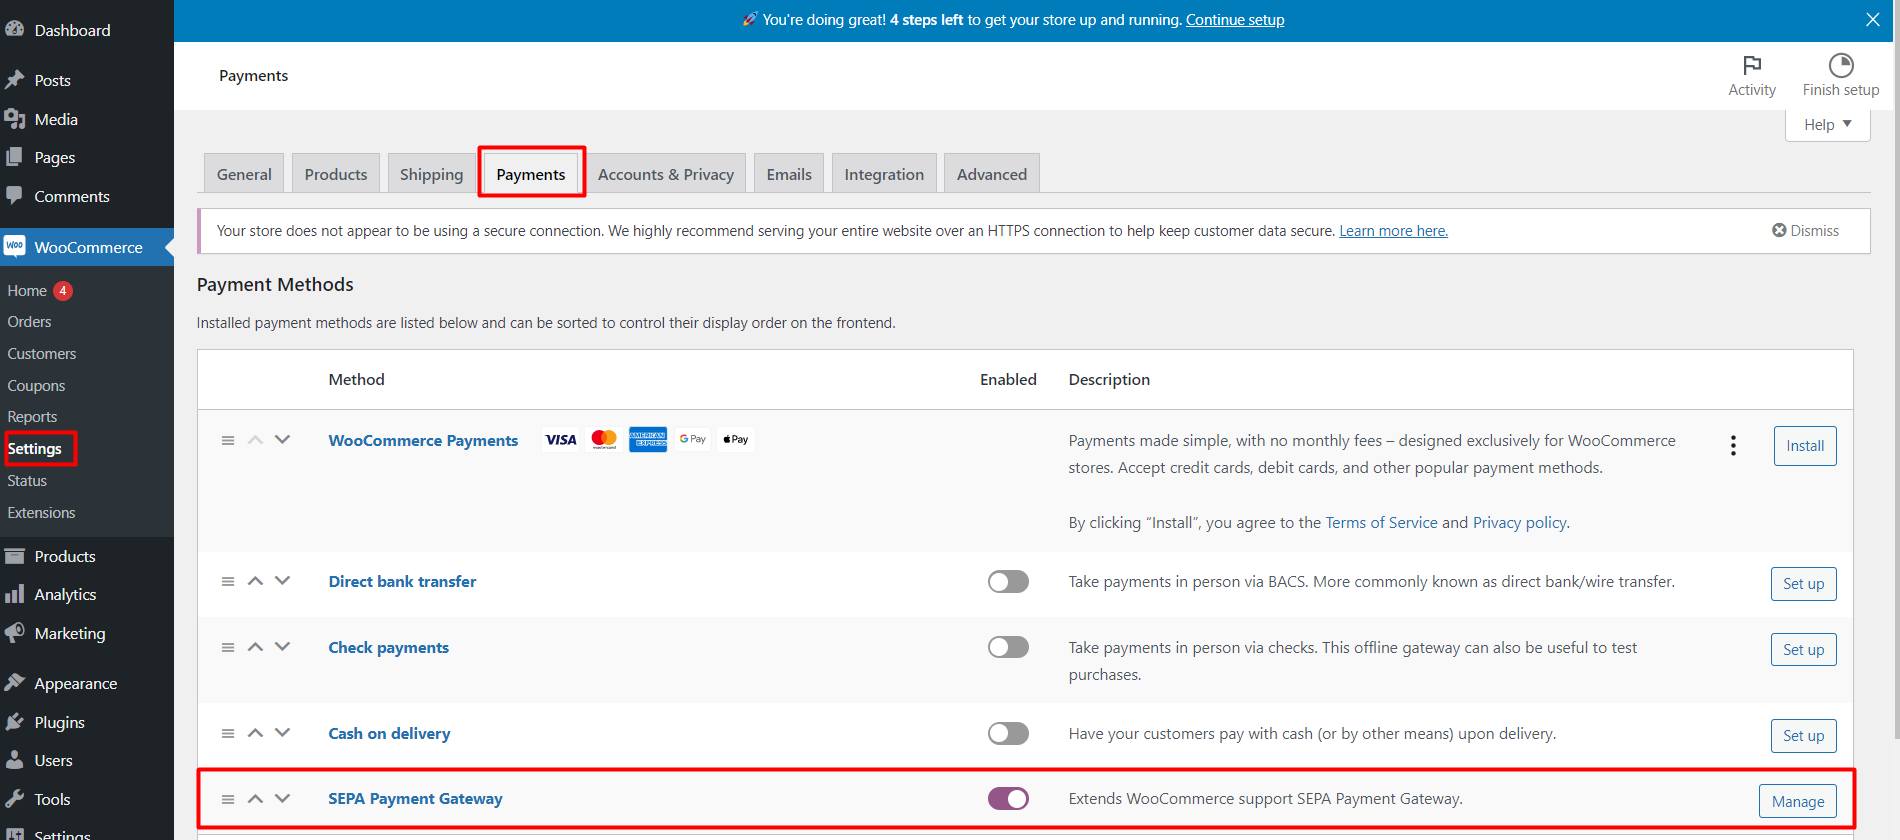 You're doing great! 4 steps left to get your store up and running. Continue setup
Dashboard
Posts
Media
Pages
Comments
WooCommerce
Home 4
Orders
Customers
Coupons
Reports
Settings
Status
Extensions
Products
Analytics
Marketing
Appearance
Plugins
Users
Tools
Settings
Payments
Activity
Finish setup
Help
General Products Shipping Payments Accounts & Privacy Emails Integration Advanced
Your store does not appear to be using a secure connection. We highly recommend serving your entire website over an HTTPS connection to help keep customer data secure. Learn more here. Dismiss
Payment Methods
Installed payment methods are listed below and can be sorted to control their display order on the frontend.
Method Enabled Description
WooCommerce Payments VISA mastercard AMERICAN EXPRESS G Pay Pay
Payments made simple, with no monthly fees – designed exclusively for WooCommerce
stores. Accept credit cards, debit cards, and other popular payment methods.
By clicking “Install”, you agree to the Terms of Service and Privacy policy.
Install
Direct bank transfer Take payments in person via BACS. More commonly known as direct bank/wire transfer. Set up
Check payments Take payments in person via checks. This offline gateway can also be useful to test
purchases.
Set up
Cash on delivery Have your customers pay with cash (or by other means) upon delivery. Set up
SEPA Payment Gateway Extends WooCommerce support SEPA Payment Gateway. Manage